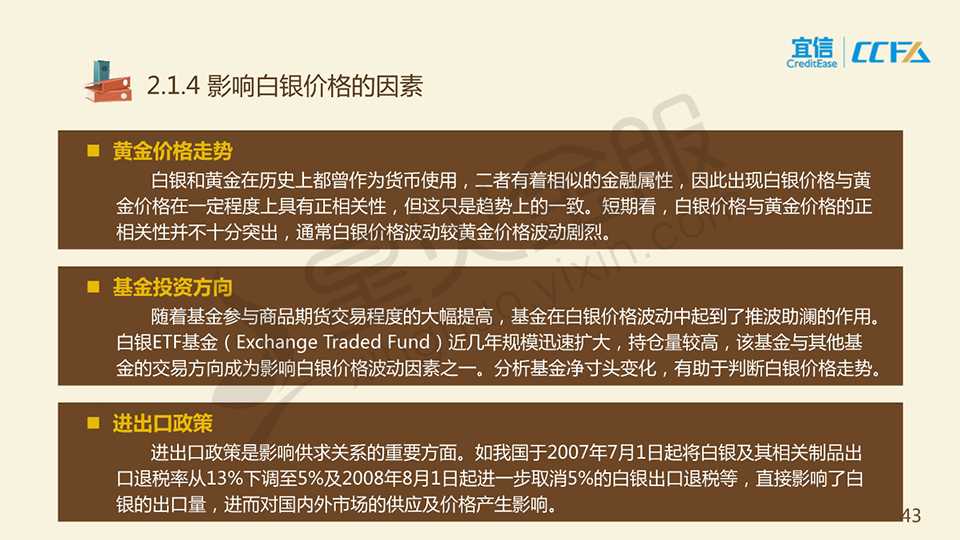 宜信
CreditEase
CCFA
2.1.4 影响白银价格的因素
■ 黄金价格走势
白银和黄金在历史上都曾作为货币使用，二者有着相似的金融属性，因此出现白银价格与黄
金价格在一定程度上具有正相关性，但这只是趋势上的一致。短期看，白银价格与黄金价格的正
相关性并不十分突出，通常白银价格波动较黄金价格波动剧烈。
■ 基金投资方向
随着基金参与商品期货交易程度的大幅提高，基金在白银价格波动中起到了推波助澜的作用。
白银ETF基金（Exchange Traded Fund）近几年规模迅速扩大，持仓量较高，该基金与其他基
金的交易方向成为影响白银价格波动因素之一。分析基金净寸头变化，有助于判断白银价格走势。
■ 进出口政策
进出口政策是影响供求关系的重要方面。如我国于2007年7月1日起将白银及其相关制品出
口退税率从13%下调至5%及2008年8月1日起进一步取消5%的白银出口退税等，直接影响了白
银的出口量，进而对国内外市场的供应及价格产生影响。
43